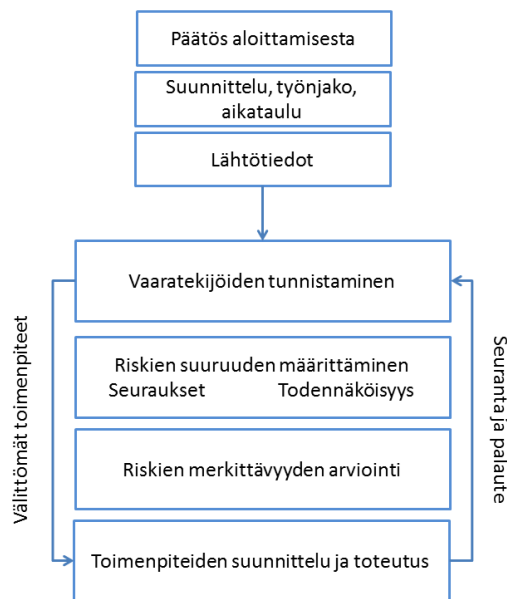 Päätös aloittamisesta
Suunnittelu, työnjako,
aikataulu
Lähtötiedot
Vaaratekijöiden tunnistaminen
Riskien suuruuden määrittäminen
Seuraukset Todennäköisyys
Riskien merkittävyyden arviointi
Toimenpiteiden suunnittelu ja toteutus
Välittömät toimenpiteet
Seuranta ja palaute